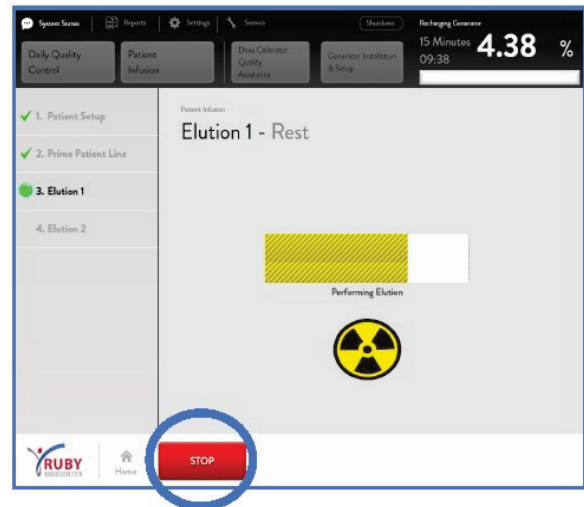 System Status
Reports
Settings
Service
Shutdown
Recharging Generator
15 Minutes
09:38
4.38 %
Daily Quality
Control
Patient
Infusion
Dose Calibrator
Quality
Assurance
Generator Installation
& Setup
1. Patient Setup
2. Prime Patient Line
3. Elution 1
4. Elution 2
Patient Infusion
Elution 1 - Rest
Performing Elution
RUBY
Home
STOP